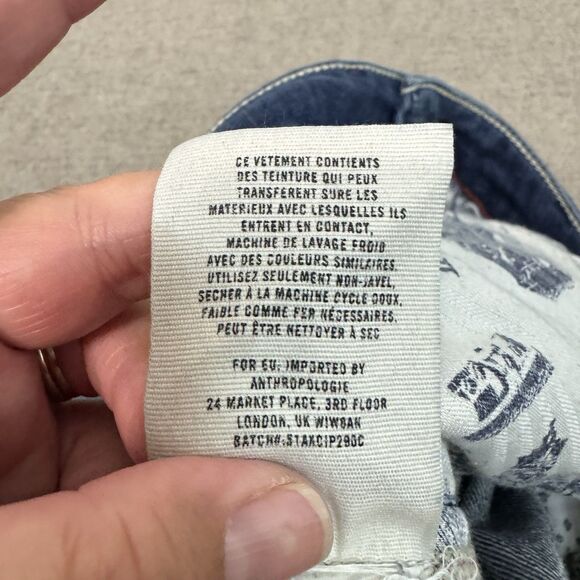 CE VETEMENT CONTIENTS
DES TEINTURE QUI PEUX
TRANSFERENT SURE LES
MATERIEUX AVEC LESQUELLES ILS
ENTRENT EN CONTACT,
MACHINE DE LAVAGE FROID
AVEC DES COULEURS SIMILAIRES.
UTILISEZ SEULEMENT NON-JAVEL,
SECHER À LA MACHINE CYCLE DOUX,
FAIBLE COMME FER NÉCESSAIRES.
PEUT ÊTRE NETTOYER À SEC
FOR EU: IMPORTED BY
ANTHROPOLOGIE
24 MARKET PLACE, 3RD FLOOR
LONDON, UK W1W8AN
BATCH#: